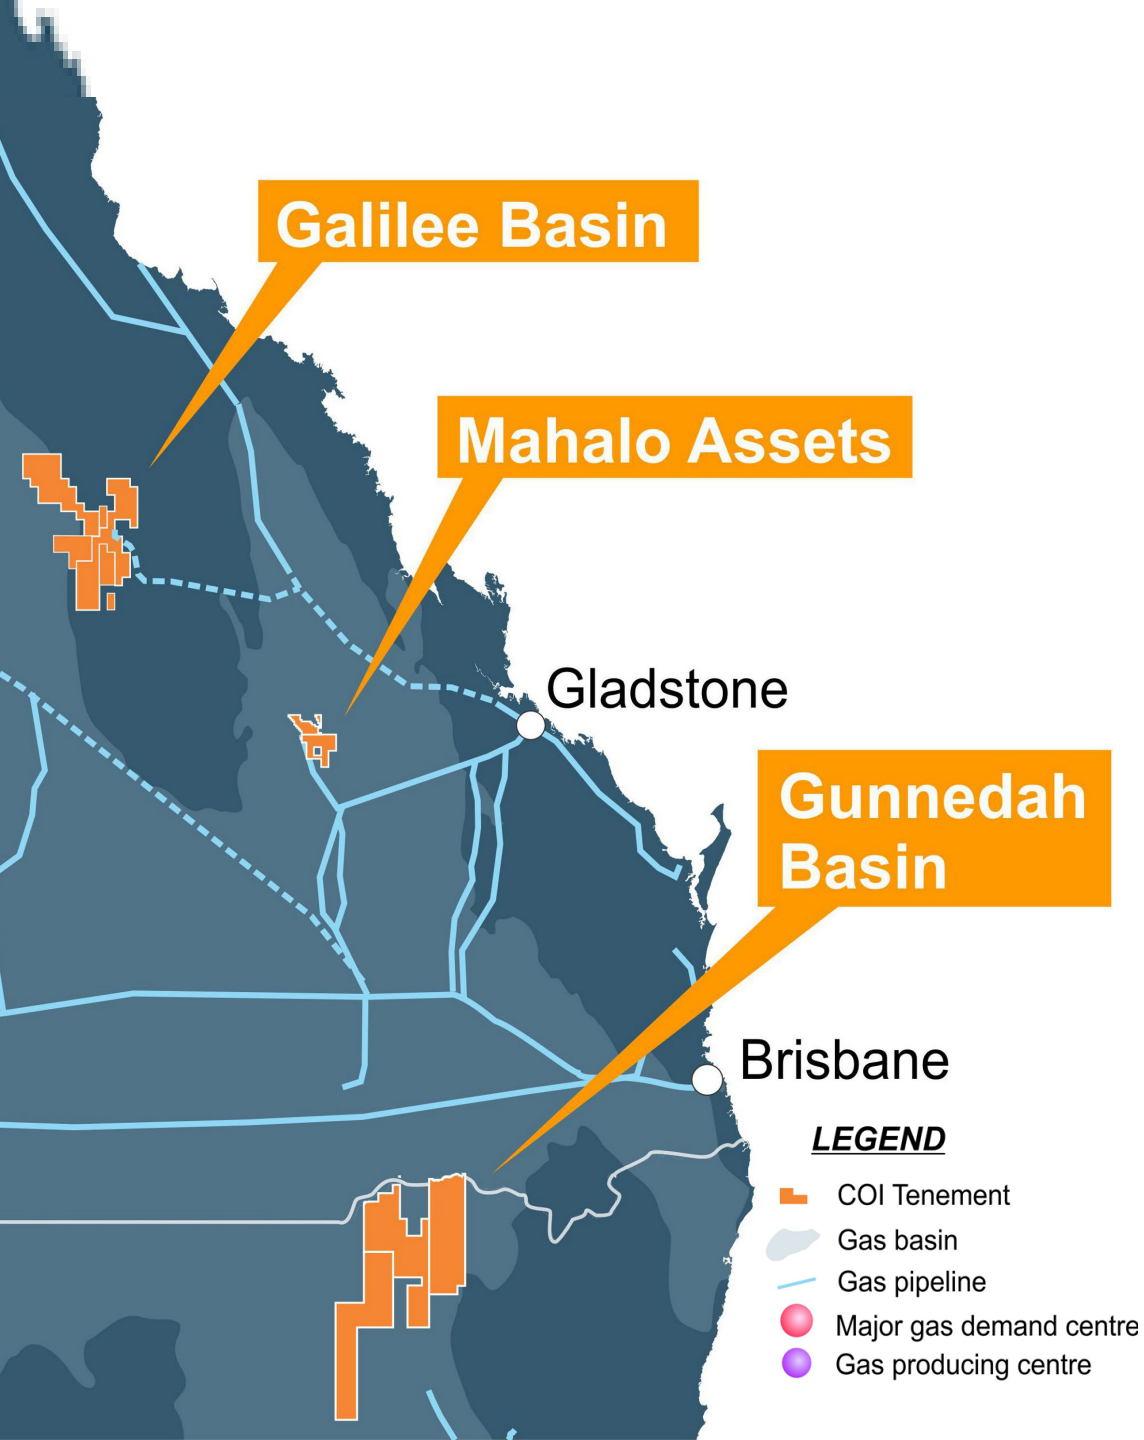 Galilee Basin
Mahalo Assets
Gladstone
Gunnedah
Basin
Brisbane
LEGEND
COI Tenement
Gas basin
Gas pipeline
Major gas demand centre
Gas producing centre